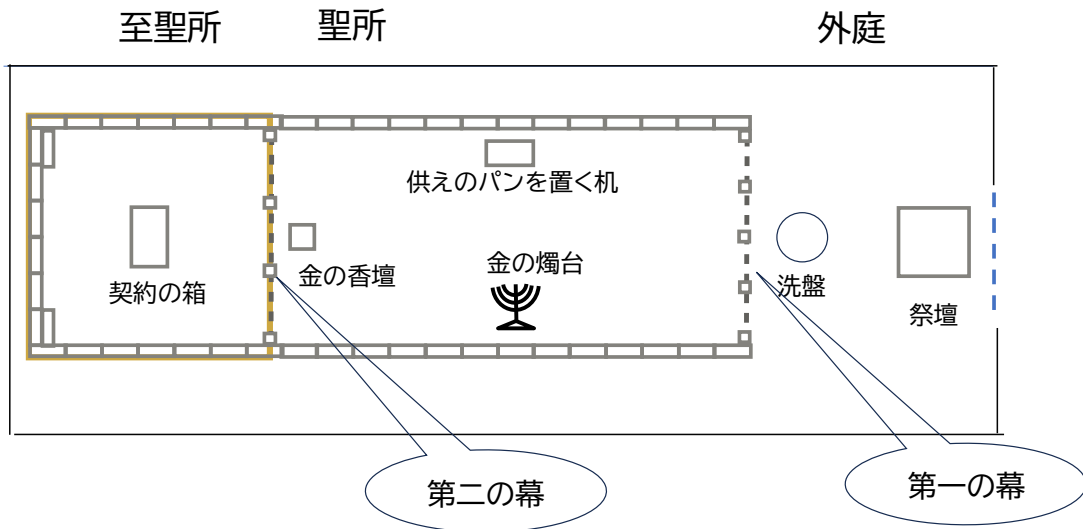 至聖所
聖所
外庭
供えのパンを置く机
契約の箱
金の香壇
金の燭台
洗盤
祭壇
第二の幕
第一の幕